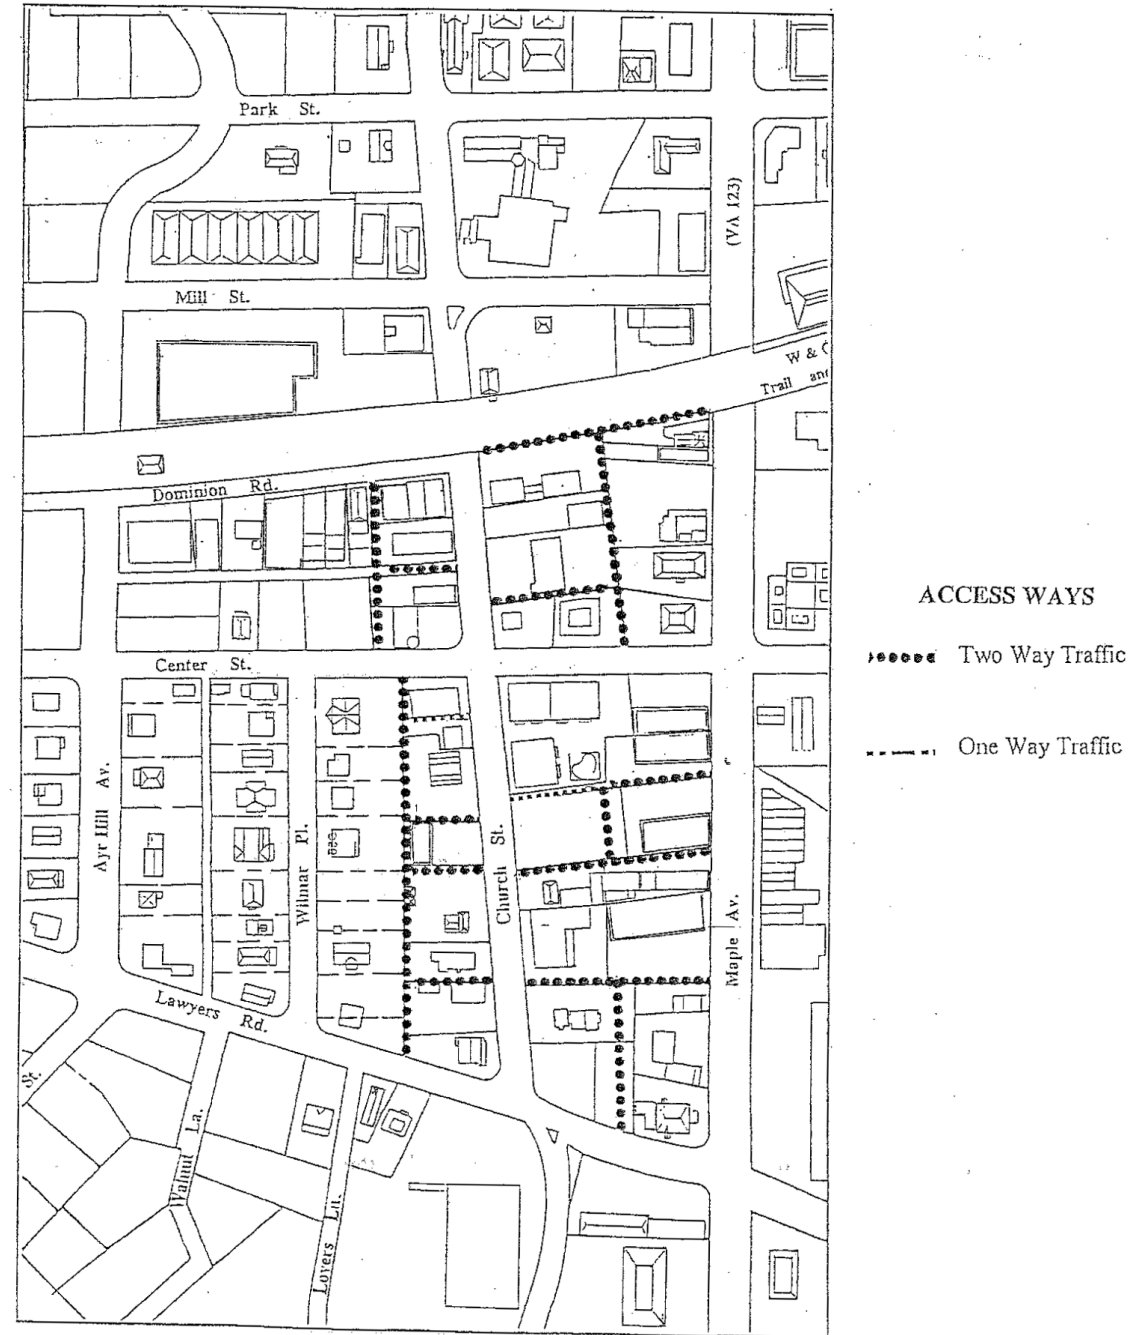 Park St.
(VA 123)
Mill St.
W & O
Trail and
Dominion Rd.
ACCESS WAYS
Two Way Traffic
Center St.
One Way Traffic
Ayr Hill Av.
Wilmar Pl.
Church St.
Maple Av.
Lawyers Rd.
St.
Walnut La.
Lovers Ln.